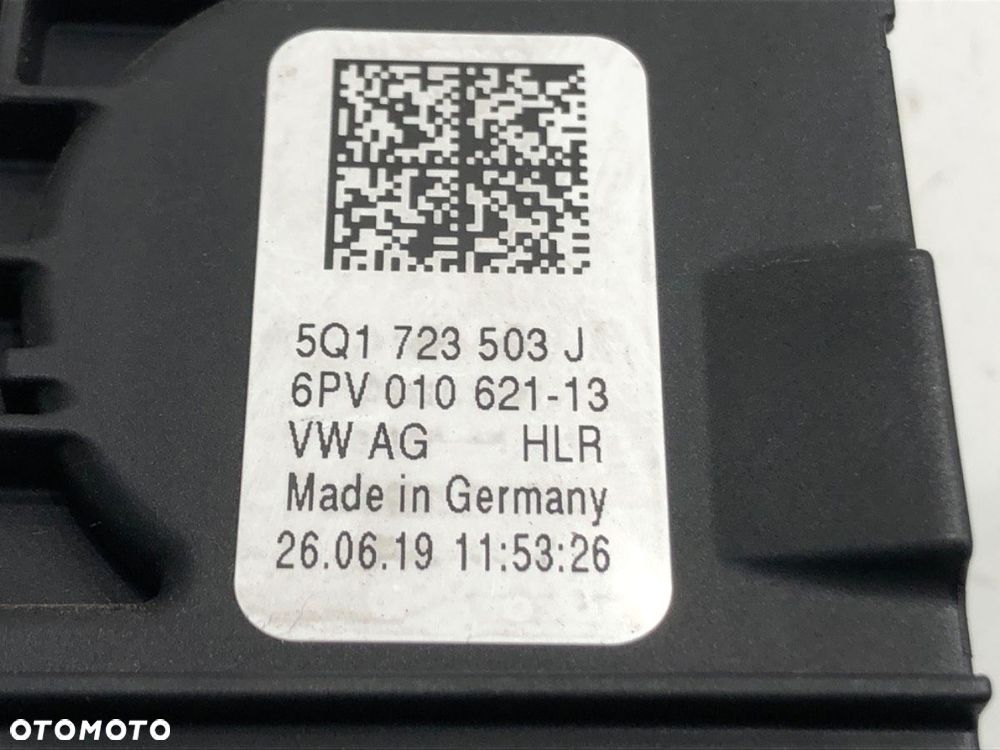 5Q1 723 503 J
6PV 010 621-13
VW AG HLR
Made in Germany
26.06.19 11:53:26
OTOMOTO